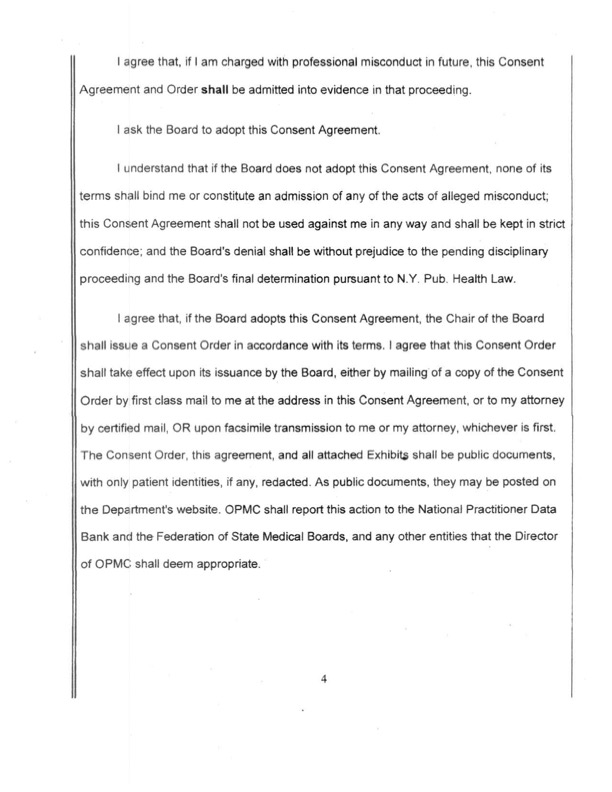 I agree that, if I am charged with professional misconduct in future, this Consent
Agreement and Order shall be admitted into evidence in that proceeding.
I ask the Board to adopt this Consent Agreement.
I understand that if the Board does not adopt this Consent Agreement, none of its
terms shall bind me or constitute an admission of any of the acts of alleged misconduct;
this Consent Agreement shall not be used against me in any way and shall be kept in strict
confidence; and the Board's denial shall be without prejudice to the pending disciplinary
proceeding and the Board's final determination pursuant to N.Y. Pub. Health Law.
I agree that, if the Board adopts this Consent Agreement, the Chair of the Board
shall issue a Consent Order in accordance with its terms. I agree that this Consent Order
shall take effect upon its issuance by the Board, either by mailing of a copy of the Consent
Order by first class mail to me at the address in this Consent Agreement, or to my attorney
by certified mail, OR upon facsimile transmission to me or my attorney, whichever is first.
The Consent Order, this agreement, and all attached Exhibits shall be public documents,
with only patient identities, if any, redacted. As public documents, they may be posted on
the Department's website. OPMC shall report this action to the National Practitioner Data
Bank and the Federation of State Medical Boards, and any other entities that the Director
of OPMC shall deem appropriate.
4